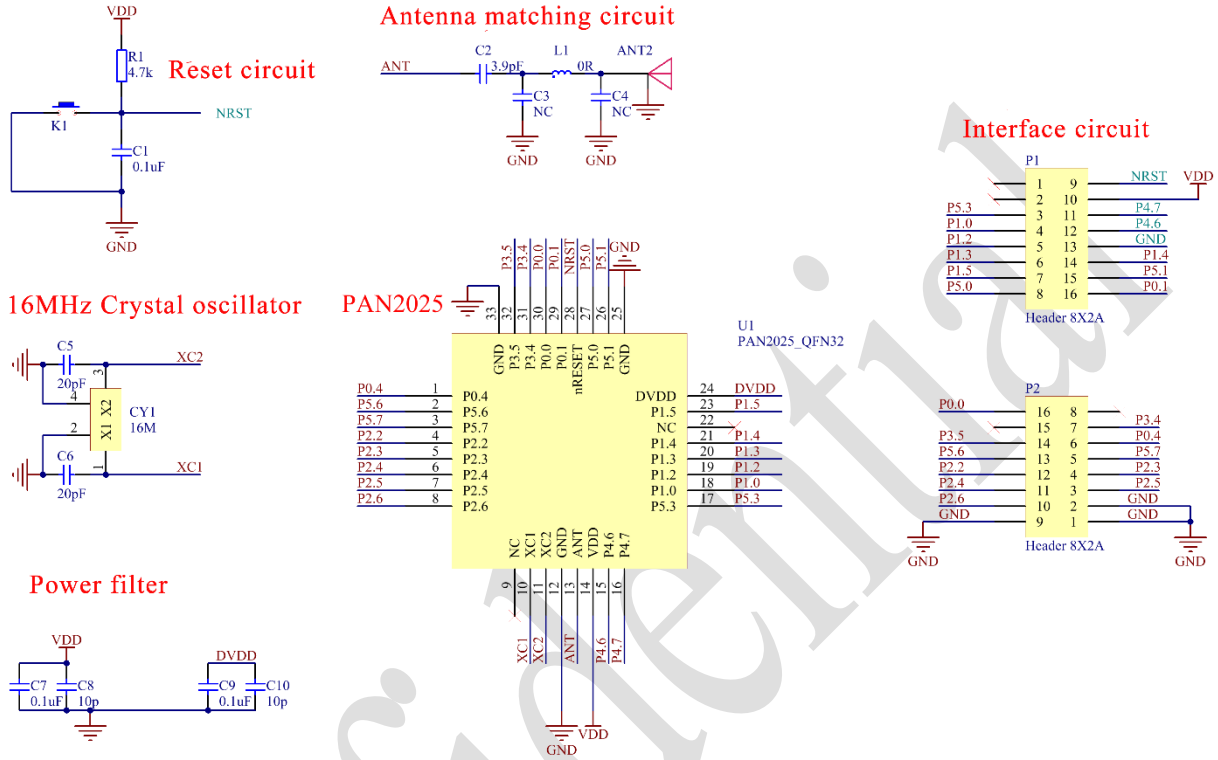 Antenna matching circuit
VDD
R1
4.7k
Reset circuit
K1
NRST
C1
0.1uF
GND
ANT
C2
3.9pF
L1
0R
ANT2
C3
NC
C4
NC
GND
GND
Interface circuit
P1
1 9 NRST
VDD
2 10
P5.3 3 11 P4.7
P1.0 4 12 P4.6
P1.2 5 13 GND
P1.3 6 14 P1.4
P1.5 7 15 P5.1
P5.0 8 16 P0.1
Header 8X2A
16MHz Crystal oscillator
C5
20pF
XC2
3
4
X2
CY1
16M
2
X1
1
C6
20pF
XC1
PAN2025
P3.5 P3.4 P0.0 P0.1 NRST P5.0 P5.1 GND
33 32 31 30 29 28 27 26 25
GND P3.5 P3.4 P0.0 P0.1 nRESET P5.0 P5.1 GND
U1
PAN2025_QFN32
P0.4 1 P0.4
P5.6 2 P5.6
P5.7 3 P5.7
P2.2 4 P2.2
P2.3 5 P2.3
P2.4 6 P2.4
P2.5 7 P2.5
P2.6 8 P2.6
DVDD 24 DVDD
P1.5 23 P1.5
NC 22
P1.4 21 P1.4
P1.3 20 P1.3
P1.2 19 P1.2
P1.0 18 P1.0
P5.3 17 P5.3
NC XC1 XC2 GND ANT VDD P4.6 P4.7
9 10 11 12 13 14 15 16
XC1 XC2 ANT P4.6 P4.7
GND
VDD
P2
P0.0 16 8
15 7 P3.4
P3.5 14 6 P0.4
P5.6 13 5 P5.7
P2.2 12 4 P2.3
P2.4 11 3 P2.5
P2.6 10 2 GND
GND 9 1 GND
Header 8X2A
GND
GND
Power filter
VDD
C7
0.1uF
C8
10p
DVDD
C9
0.1uF
C10
10p
fidential